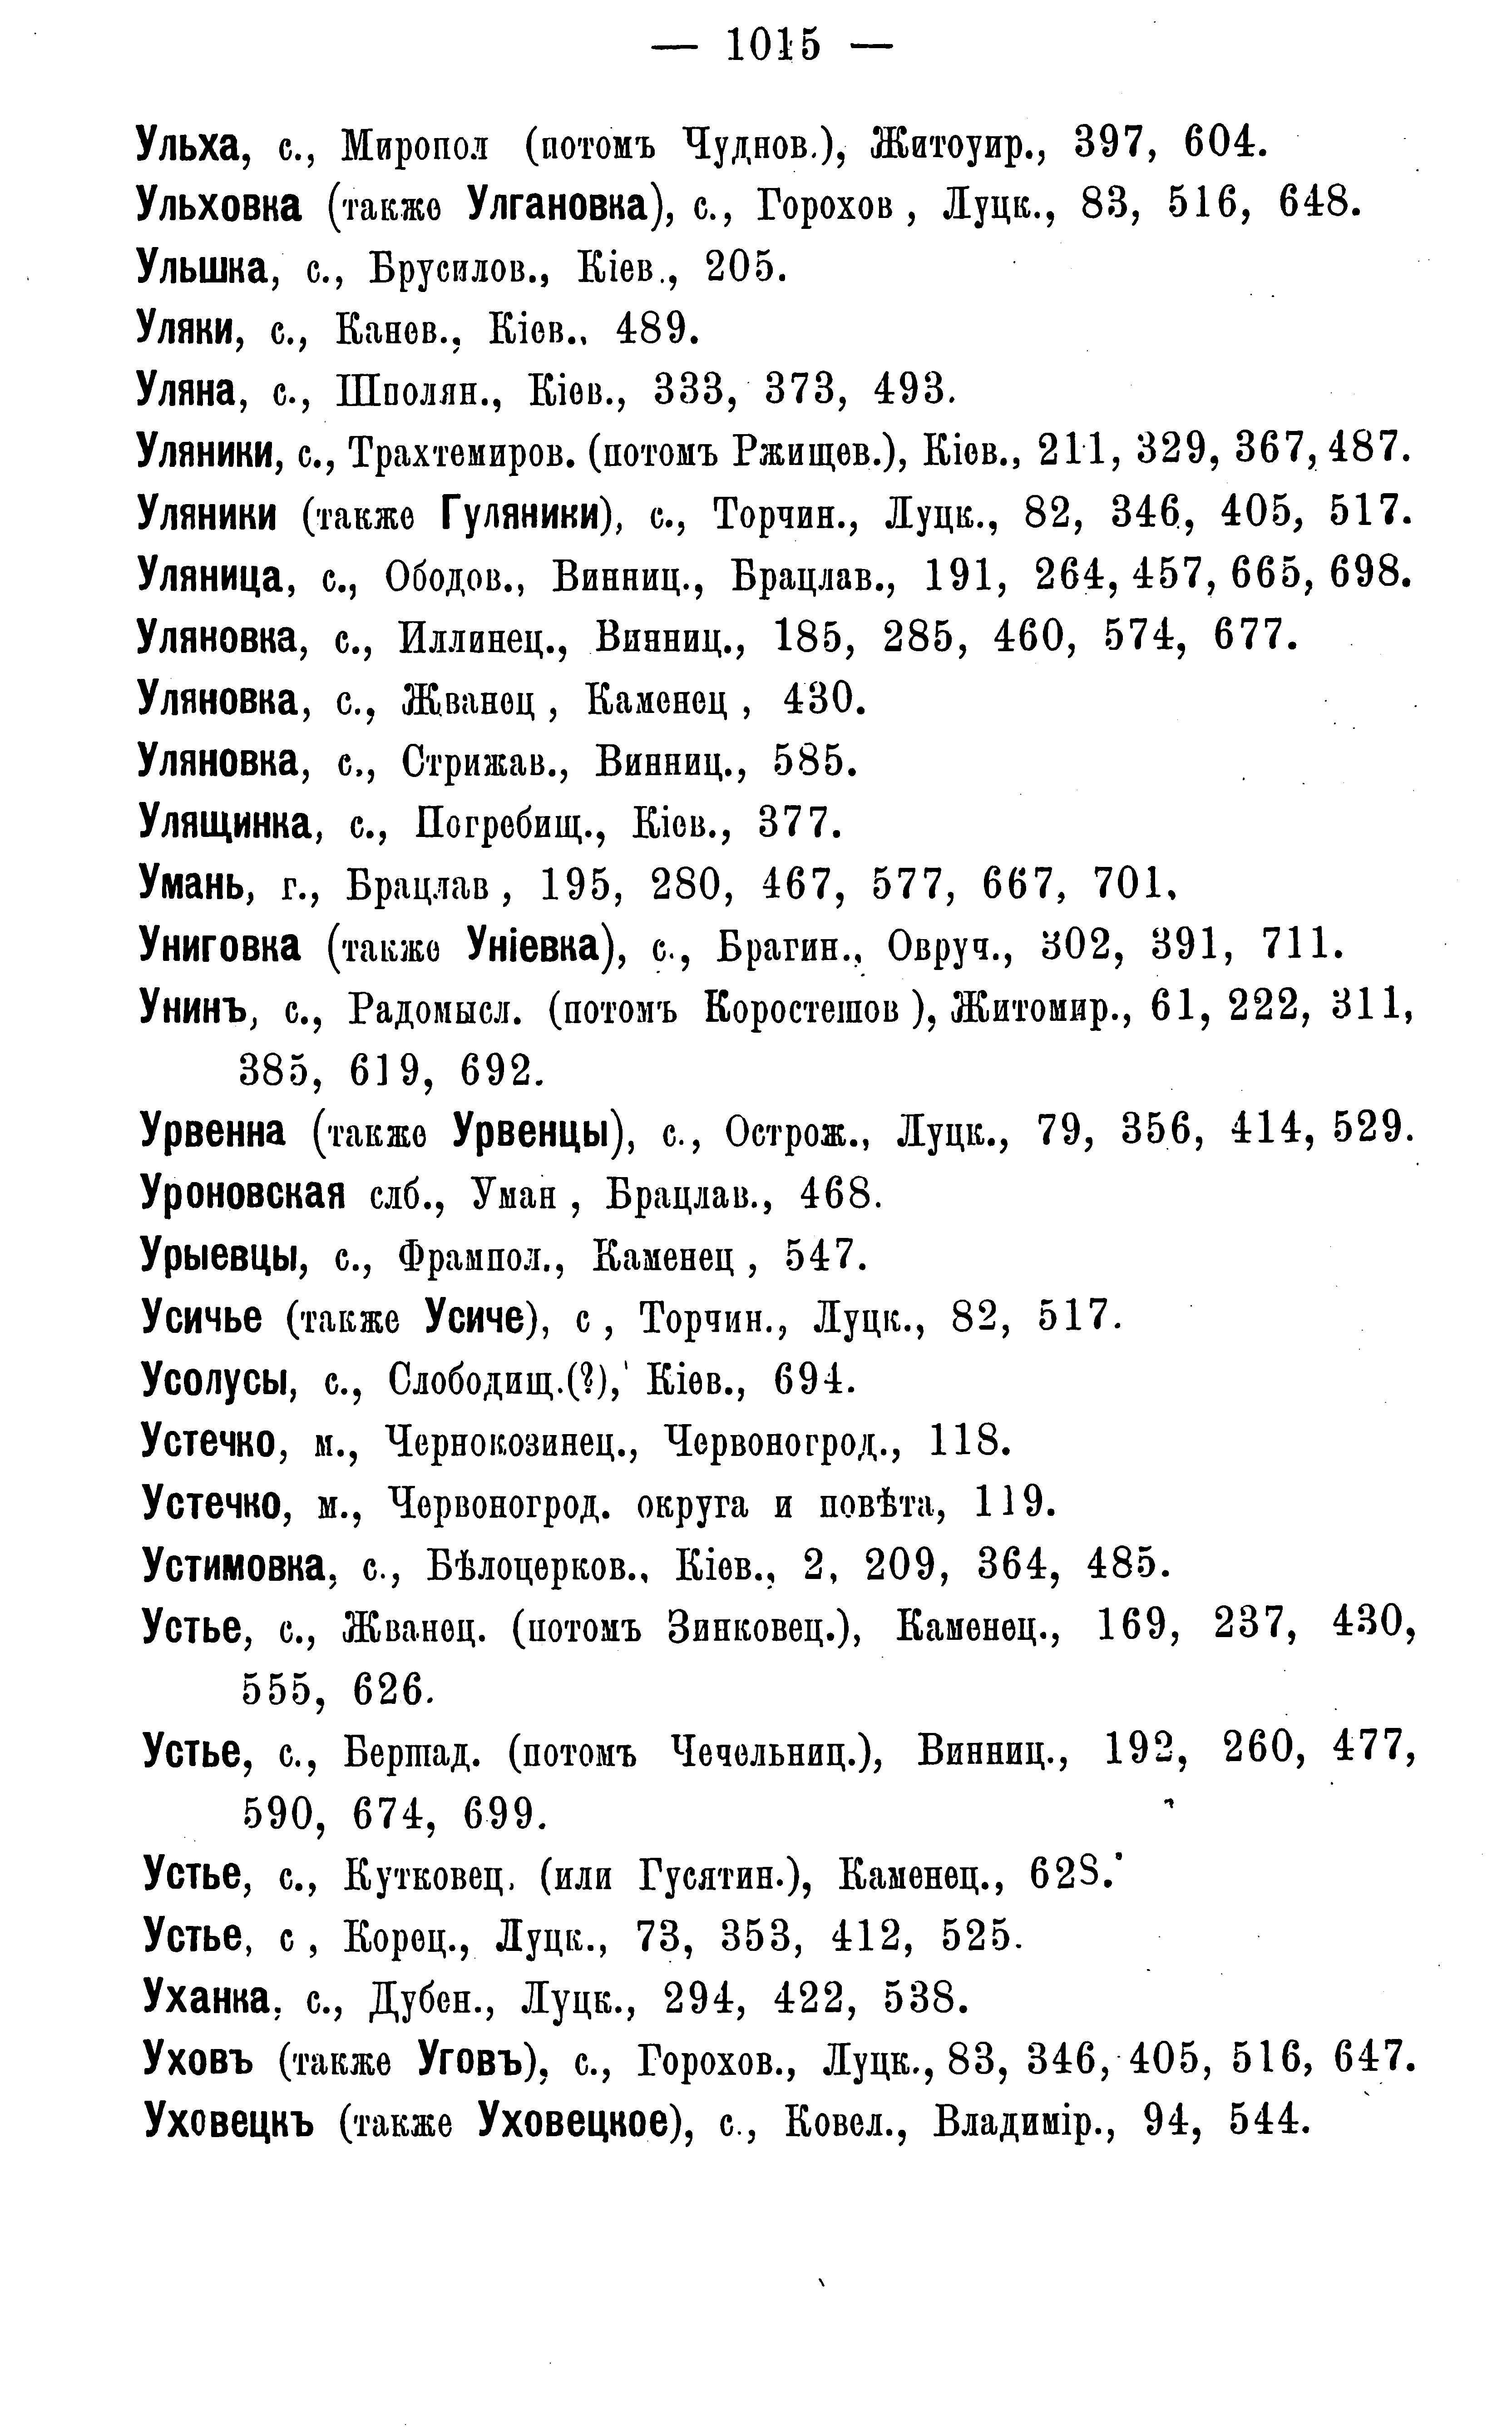 — 1015 —
Ульха, с., Миропол (потомъ Чуднов.), Житоуир., 397, 604.
Ульховка (также Улгановка), с., Горохов , Луцк., 83, 516, 648.
Ульшка, с., Брусилов., Кіев., 205.
Уляки, с., Канев., Кіев., 489.
Уляна, с., Шполян., Кіев., 333, 373, 493.
Уляники, с., Трахтемиров. (потомъ Ржищев.), Кіев., 211, 329, 367, 487.
Уляники (также Гуляники), с., Торчин., Луцк., 82, 346, 405, 517.
Уляница, с., Ободов., Винниц., Брацлав., 191, 264, 457, 665, 698.
Уляновка, с., Иллинец., Винниц., 185, 285, 460, 574, 677.
Уляновка, с., Жванец , Каменец , 430.
Уляновка, с., Стрижав., Винниц., 585.
Улящинка, с., Погребищ., Кіев., 377.
Умань, г., Брацлав , 195, 280, 467, 577, 667, 701.
Униговка (также Уніевка), с., Брагин., Овруч., 302, 391, 711.
Унинъ, с., Радомысл. (потомъ Коростешов ), Житомир., 61, 222, 311,
385, 619, 692.
Урвенна (также Урвенцы), с., Острож., Луцк., 79, 356, 414, 529.
Уроновская слб., Уман , Брацлав., 468.
Урыевцы, с., Фрампол., Каменец , 547.
Усичье (также Усиче), с , Торчин., Луцк., 82, 517.
Усолусы, с., Слободищ.(?), Кіев., 694.
Устечко, м., Чернокозинец., Червоногрод., 118.
Устечко, м., Червоногрод. округа и повѣта, 119.
Устимовка, с., Бѣлоцерков., Кіев., 2, 209, 364, 485.
Устье, с., Жванец. (потомъ Зинковец.), Каменец., 169, 237, 430,
555, 626.
Устье, с., Бершад. (потомъ Чечельниц.), Винниц., 192, 260, 477,
590, 674, 699.
Устье, с., Кутковец. (или Гусятин.), Каменец., 628.
Устье, с , Корец., Луцк., 73, 353, 412, 525.
Уханка, с., Дубен., Луцк., 294, 422, 538.
Уховъ (также Уговъ), с., Горохов., Луцк., 83, 346, 405, 516, 647.
Уховецкъ (также Уховецкое), с., Ковел., Владимір., 94, 544.